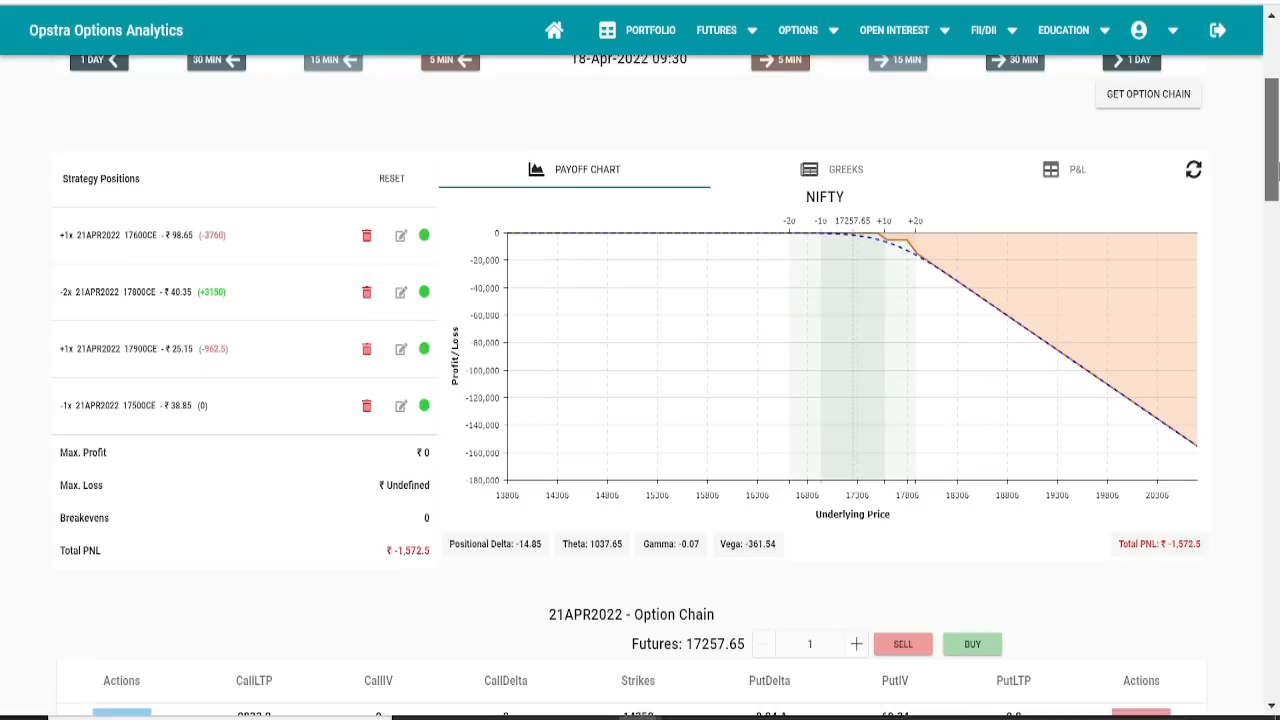 Opstra Options Analytics
PORTFOLIO FUTURES OPTIONS OPEN INTEREST FII/DII EDUCATION
1 DAY 30 MIN 15 MIN 5 MIN 18-Apr-2022 09:30 5 MIN 15 MIN 30 MIN 1 DAY
GET OPTION CHAIN
Strategy Positions RESET
+1x 21APR2022 17600CE - ₹ 98.65 (-3760)
-2x 21APR2022 17800CE - ₹ 40.35 (+3150)
+1x 21APR2022 17900CE - ₹ 25.15 (-962.5)
-1x 21APR2022 17500CE - ₹ 38.85 (0)
Max. Profit ₹ 0
Max. Loss ₹ Undefined
Breakevens 0
Total PNL ₹ -1,572.5
PAYOFF CHART GREEKS P&L
NIFTY
-2σ -1σ 17257.65 +1σ +2σ
0
-20,000
-40,000
-60,000
-80,000
-100,000
-120,000
-140,000
-160,000
-180,000
Profit/Loss
13806 14306 14806 15306 15806 16306 16806 17306 17806 18306 18806 19306 19806 20306
Underlying Price
Positional Delta: -14.85 Theta: 1037.65 Gamma: -0.07 Vega: -361.54 Total PNL: ₹ -1,572.5
21APR2022 - Option Chain
Futures: 17257.65 1 SELL BUY
Actions CallLTP CallIV CallDelta Strikes PutDelta PutIV PutLTP Actions